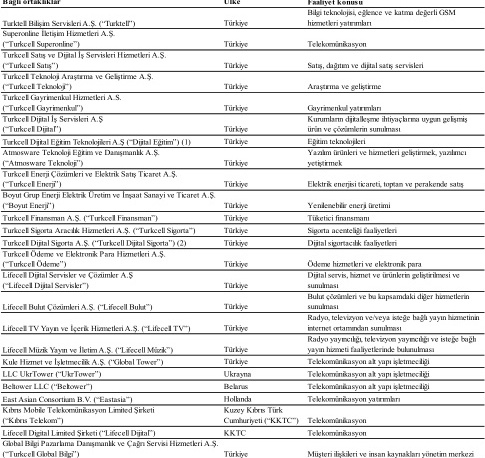 Bağlı ortaklıklar Ülke Faaliyet konusu
Turktell Bilişim Servisleri A.Ş. (“Turktell”) Türkiye Bilgi teknolojisi, eğlence ve katma değerli GSM
hizmetleri yatırımları
Superonline İletişim Hizmetleri A.Ş.
(“Turkcell Superonline”) Türkiye Telekomünikasyon
Turkcell Satış ve Dijital İş Servisleri Hizmetleri A.Ş.
(“Turkcell Satış”) Türkiye Satış, dağıtım ve dijital satış servisleri
Turkcell Teknoloji Araştırma ve Geliştirme A.Ş.
(“Turkcell Teknoloji”) Türkiye Araştırma ve geliştirme
Turkcell Gayrimenkul Hizmetleri A.S.
(“Turkcell Gayrimenkul”) Türkiye Gayrimenkul yatırımları
Turkcell Dijital İş Servisleri A.Ş Kurumların dijitalleşme ihtiyaçlarına uygun gelişmiş
(“Turkcell Dijital”) Türkiye ürün ve çözümlerin sunulması
Turkcell Dijital Eğitim Teknolojileri A.Ş (“Dijital Eğitim”) (1) Türkiye Eğitim teknolojileri
Atmosware Teknoloji Eğitim ve Danışmanlık A.Ş. Yazılım ürünleri ve hizmetleri geliştirmek, yazılımcı
(“Atmosware Teknoloji”) Türkiye yetiştirmek
Turkcell Enerji Çözümleri ve Elektrik Satış Ticaret A.Ş.
(“Turkcell Enerji”) Türkiye Elektrik enerjisi ticareti, toptan ve perakende satış
Boyut Grup Enerji Elektrik Üretim ve İnşaat Sanayi ve Ticaret A.Ş.
(“Boyut Enerji”) Türkiye Yenilenebilir enerji üretimi
Turkcell Finansman A.Ş. (“Turkcell Finansman”) Türkiye Tüketici finansmanı
Turkcell Sigorta Aracılık Hizmetleri A.Ş. (“Turkcell Sigorta”) Türkiye Sigorta acenteliği faaliyetleri
Turkcell Dijital Sigorta A.Ş. (“Turkcell Dijital Sigorta”) (2) Türkiye Dijital sigortacılık faaliyetleri
Turkcell Ödeme ve Elektronik Para Hizmetleri A.Ş.
(“Turkcell Ödeme”) Türkiye Ödeme hizmetleri ve elektronik para
Lifecell Dijital Servisler ve Çözümler A.Ş Dijital servis, hizmet ve ürünlerin geliştirilmesi ve
(“Lifecell Dijital Servisler”) Türkiye sunulması
Lifecell Bulut Çözümleri A.Ş. (“Lifecell Bulut”) Türkiye Bulut çözümleri ve bu kapsamdaki diğer hizmetlerin
sunulması
Lifecell TV Yayın ve İçerik Hizmetleri A.Ş. (“Lifecell TV”) Türkiye Radyo, televizyon ve/veya isteğe bağlı yayın hizmetinin
internet ortamından sunulması
Lifecell Müzik Yayın ve İletim A.Ş. (“Lifecell Müzik”) Türkiye Radyo yayıncılığı, televizyon yayıncılığı ve isteğe bağlı
yayın hizmeti faaliyetlerinde bulunulması
Kule Hizmet ve İşletmecilik A.Ş. (“Global Tower”) Türkiye Telekomünikasyon alt yapı işletmeciliği
LLC UkrTower (“UkrTower”) Ukrayna Telekomünikasyon alt yapı işletmeciliği
Beltower LLC (“Beltower”) Belarus Telekomünikasyon alt yapı işletmeciliği
East Asian Consortium B.V. (“Eastasia”) Hollanda Telekomünikasyon yatırımları
Kıbrıs Mobile Telekomünikasyon Limited Şirketi Kuzey Kıbrıs Türk
(“Kıbrıs Telekom”) Cumhuriyeti (“KKTC”) Telekomünikasyon
Lifecell Digital Limited Şirketi (“Lifecell Dijital”) KKTC Telekomünikasyon
Global Bilgi Pazarlama Danışmanlık ve Çağrı Servisi Hizmetleri A.Ş.
(“Turkcell Global Bilgi”) Türkiye Müşteri ilişkileri ve insan kaynakları yönetim merkezi